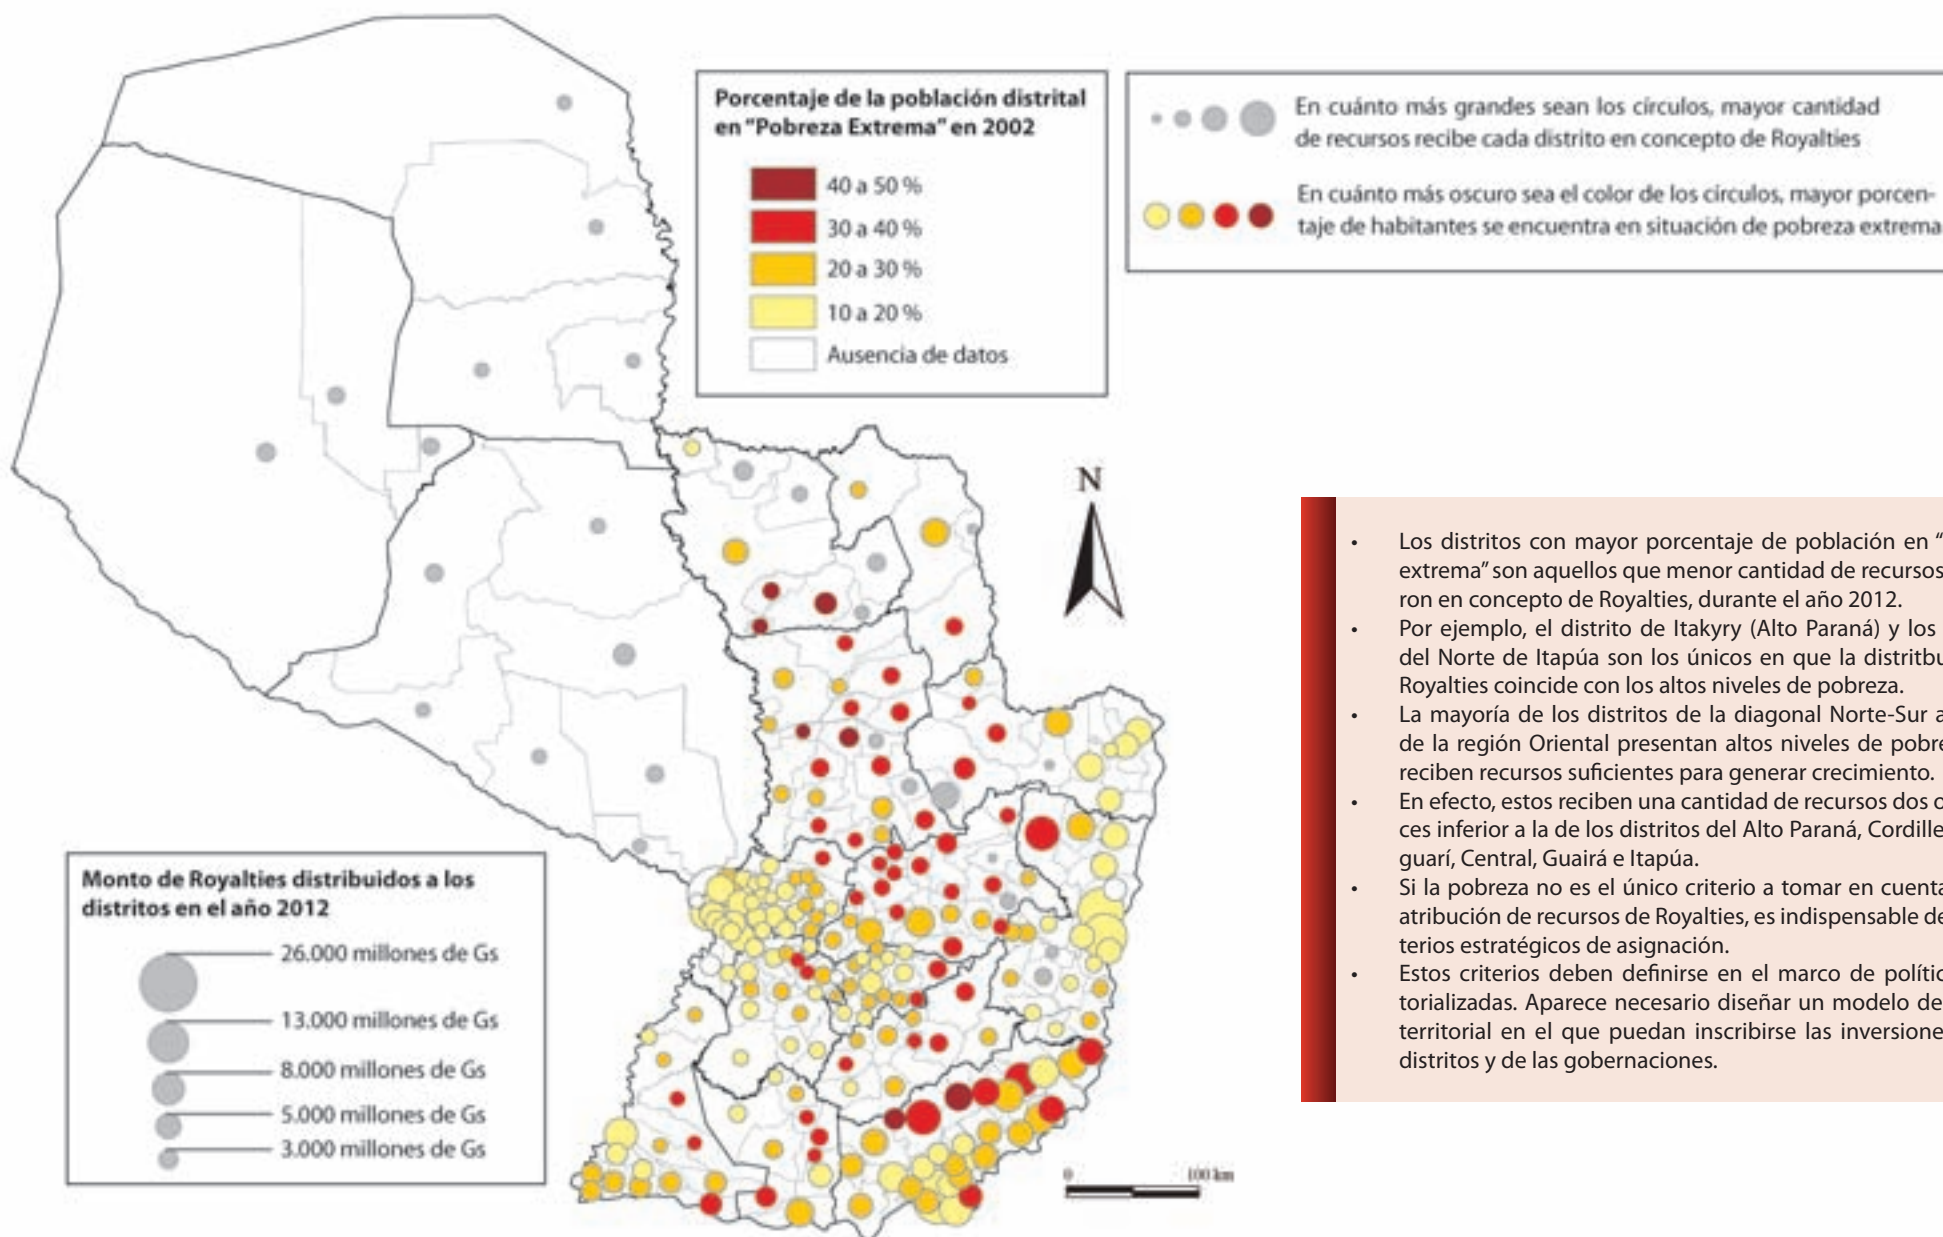 Porcentaje de la población distrital
en "Pobreza Extrema" en 2002
40 a 50 %
30 a 40 %
20 a 30 %
10 a 20 %
Ausencia de datos
En cuánto más grandes sean los círculos, mayor cantidad
de recursos recibe cada distrito en concepto de Royalties
En cuánto más oscuro sea el color de los círculos, mayor porcen-
taje de habitantes se encuentra en situación de pobreza extrema
N
• Los distritos con mayor porcentaje de población en “
extrema” son aquellos que menor cantidad de recursos
ron en concepto de Royalties, durante el año 2012.
• Por ejemplo, el distrito de Itakyry (Alto Paraná) y los
del Norte de Itapúa son los únicos en que la distritbu
Royalties coincide con los altos niveles de pobreza.
• La mayoría de los distritos de la diagonal Norte-Sur a
de la región Oriental presentan altos niveles de pobre
reciben recursos suficientes para generar crecimiento.
• En efecto, estos reciben una cantidad de recursos dos o
ces inferior a la de los distritos del Alto Paraná, Cordille
guarí, Central, Guairá e Itapúa.
• Si la pobreza no es el único criterio a tomar en cuenta
atribución de recursos de Royalties, es indispensable de
terios estratégicos de asignación.
• Estos criterios deben definirse en el marco de polític
torializadas. Aparece necesario diseñar un modelo de
territorial en el que puedan inscribirse las inversione
distritos y de las gobernaciones.
Monto de Royalties distribuidos a los
distritos en el año 2012
26.000 millones de Gs
13.000 millones de Gs
8.000 millones de Gs
5.000 millones de Gs
3.000 millones de Gs
0 100 km